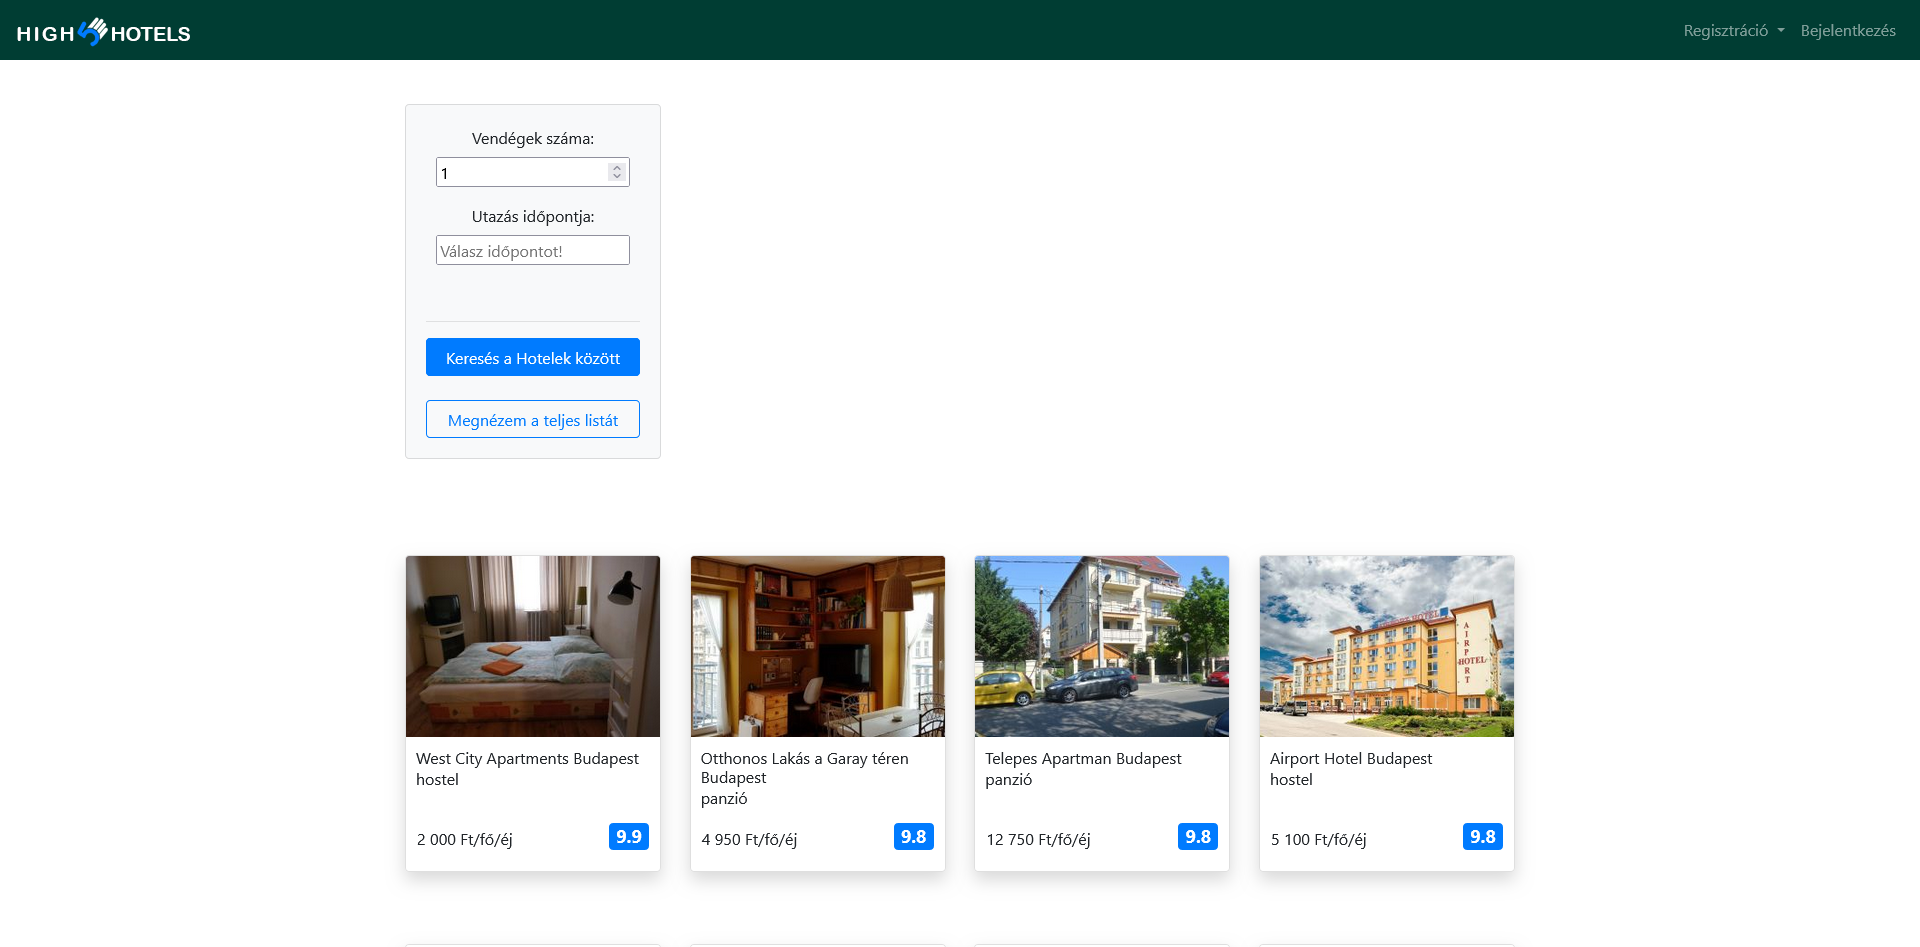 HIGH 5 HOTELS
Regisztráció
Bejelentkezés
Vendégek száma:
1
Utazás időpontja:
Válasz időpontot!
Keresés a Hotelek között
Megnézem a teljes listát
AIRPORT
HOTEL
West City Apartments Budapest
hostel
2 000 Ft/fő/éj
9.9
Otthonos Lakás a Garay téren
Budapest
panzió
4 950 Ft/fő/éj
9.8
Telepes Apartman Budapest
panzió
12 750 Ft/fő/éj
9.8
Airport Hotel Budapest
hostel
5 100 Ft/fő/éj
9.8